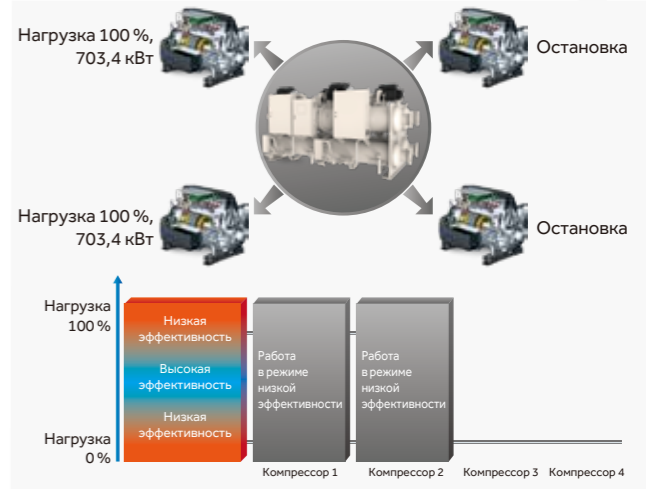 Нагрузка 100 %,
703,4 кВт
Остановка
Нагрузка 100 %,
703,4 кВт
Остановка
Нагрузка
100 %
Низкая
эффективность
Высокая
эффективность
Низкая
эффективность
Работа
в режиме
низкой
эффективности
Работа
в режиме
низкой
эффективности
Нагрузка
0 %
Компрессор 1
Компрессор 2
Компрессор 3
Компрессор 4